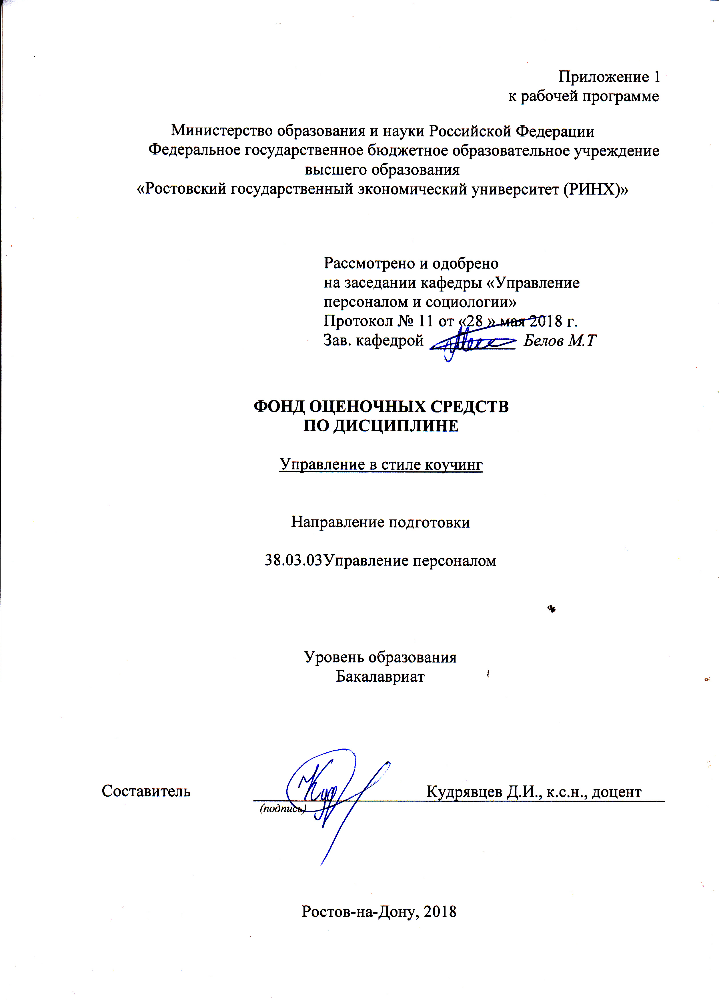 Приложение 1
к рабочей программе
Министерство образования и науки Российской Федерации
Федеральное государственное бюджетное образовательное учреждение
высшего образования
«Ростовский государственный экономический университет (РИНХ)»
Рассмотрено и одобрено
на заседании кафедры «Управление
персоналом и социологии»
Протокол № 11 от «28 » мая 2018 г.
Зав. кафедрой Белов М.Т
ФОНД ОЦЕНОЧНЫХ СРЕДСТВ
ПО ДИСЦИПЛИНЕ
Управление в стиле коучинг
Направление подготовки
38.03.03Управление персоналом
Уровень образования
Бакалавриат
Составитель Кудрявцев Д.И., к.с.н., доцент
(подпись)
Ростов-на-Дону, 2018